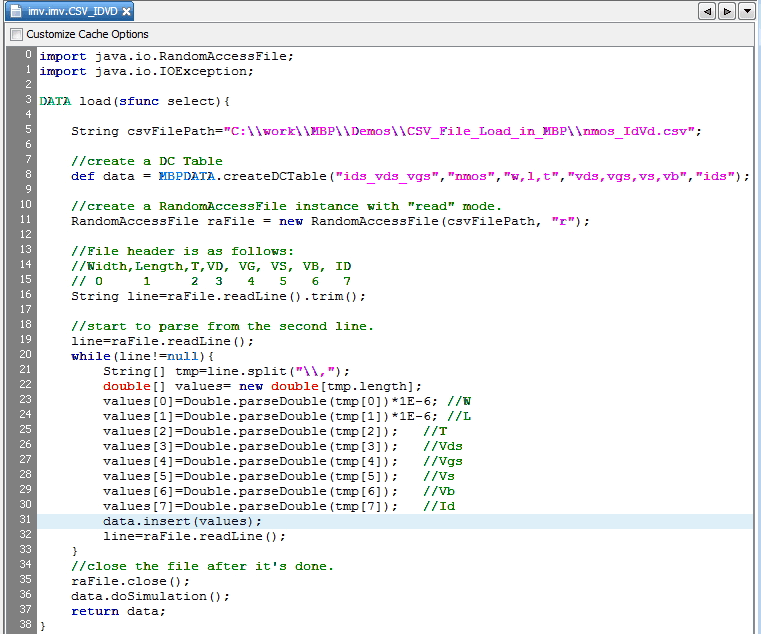 imv.imv.CSV_IDVD
Customize Cache Options
0 import java.io.RandomAccessFile;
1 import java.io.IOException;
2
3 DATA load(sfunc select){
4
5 String csvFilePath="C:\\work\\MBP\\Demos\\CSV_File_Load_in_MBP\\nmos_IdVd.csv";
6
7 //create a DC Table
8 def data = MBPDATA.createDCTable("ids_vds_vgs","nmos","w,l,t","vds,vgs,vs,vb","ids");
9
10 //create a RandomAccessFile instance with "read" mode.
11 RandomAccessFile raFile = new RandomAccessFile(csvFilePath, "r");
12
13 //File header is as follows:
14 //Width,Length,T,VD, VG, VS, VB, ID
15 // 0 1 2 3 4 5 6 7
16 String line=raFile.readLine().trim();
17
18 //start to parse from the second line.
19 line=raFile.readLine();
20 while(line!=null){
21 String[] tmp=line.split("\\,");
22 double[] values= new double[tmp.length];
23 values[0]=Double.parseDouble(tmp[0])*1E-6; //W
24 values[1]=Double.parseDouble(tmp[1])*1E-6; //L
25 values[2]=Double.parseDouble(tmp[2]); //T
26 values[3]=Double.parseDouble(tmp[3]); //Vds
27 values[4]=Double.parseDouble(tmp[4]); //Vgs
28 values[5]=Double.parseDouble(tmp[5]); //Vs
29 values[6]=Double.parseDouble(tmp[6]); //Vb
30 values[7]=Double.parseDouble(tmp[7]); //Id
31 data.insert(values);
32 line=raFile.readLine();
33 }
34 //close the file after it's done.
35 raFile.close();
36 data.doSimulation();
37 return data;
38 }